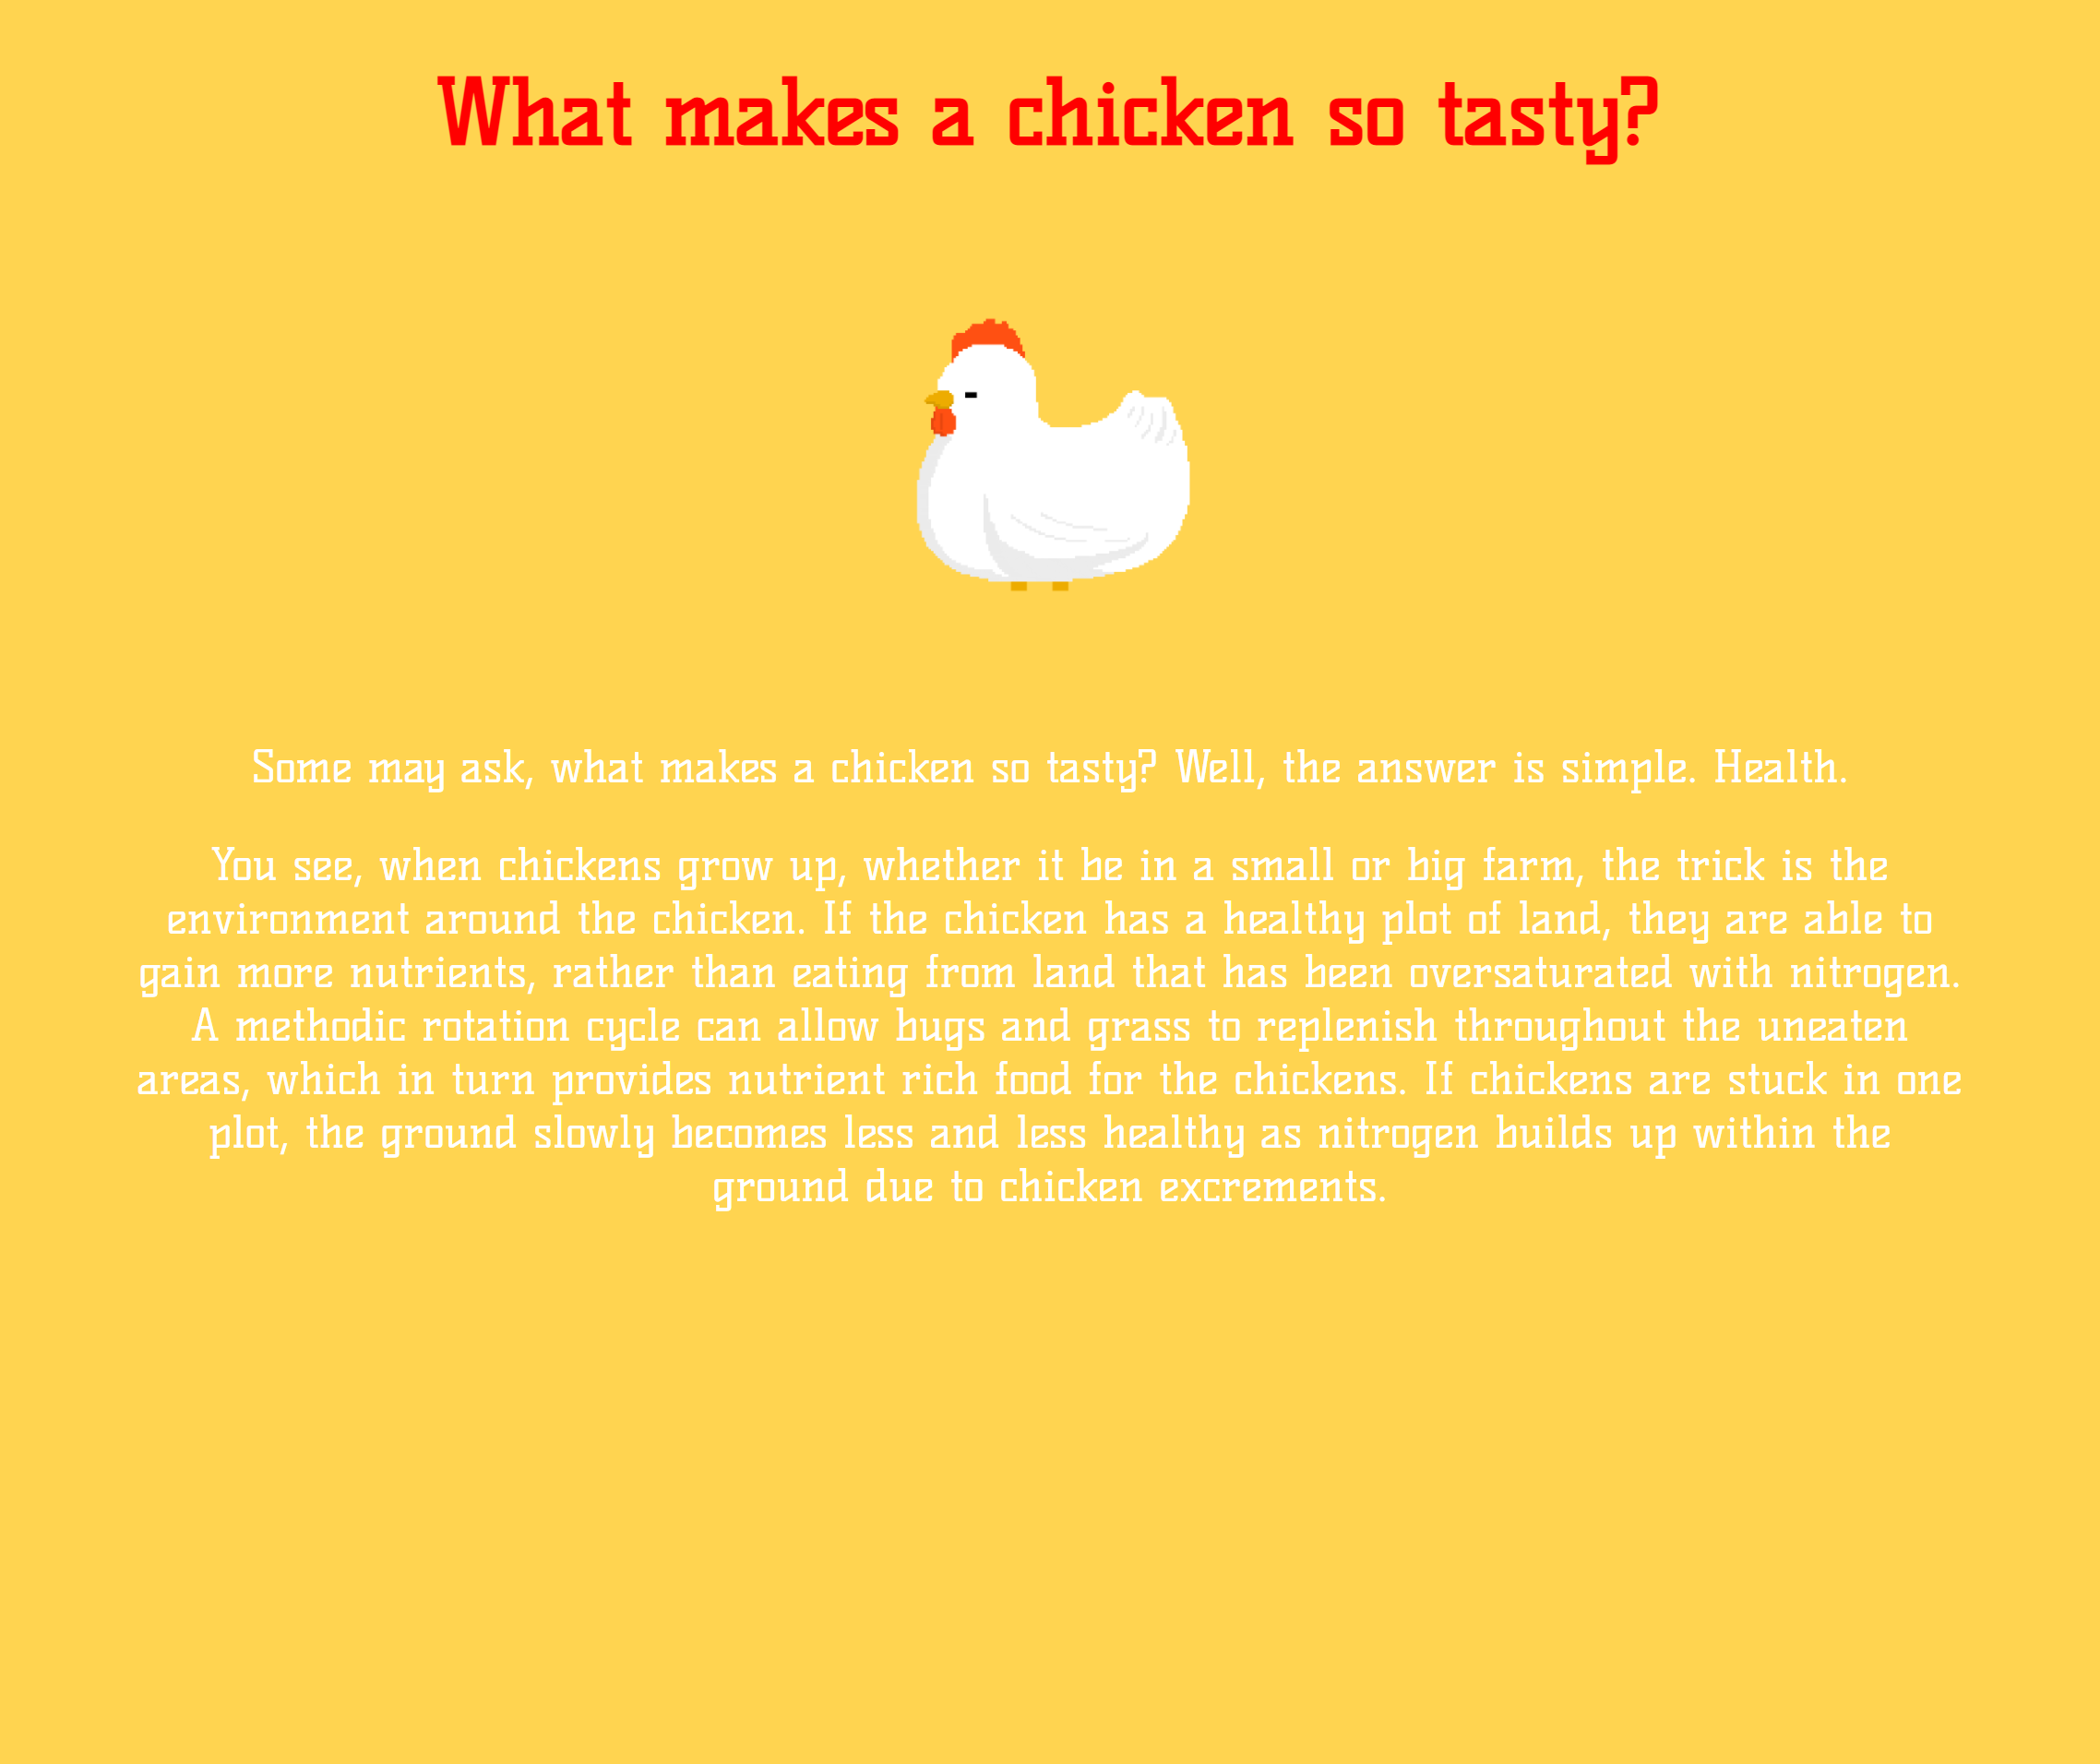 What makes a chicken so tasty?
Some may ask, what makes a chicken so tasty? Well, the answer is simple. Health.
You see, when chickens grow up, whether it be in a small or big farm, the trick is the
environment around the chicken. If the chicken has a healthy plot of land, they are able to
gain more nutrients, rather than eating from land that has been oversaturated with nitrogen.
A methodic rotation cycle can allow bugs and grass to replenish throughout the uneaten
areas, which in turn provides nutrient rich food for the chickens. If chickens are stuck in one
plot, the ground slowly becomes less and less healthy as nitrogen builds up within the
ground due to chicken excrements.